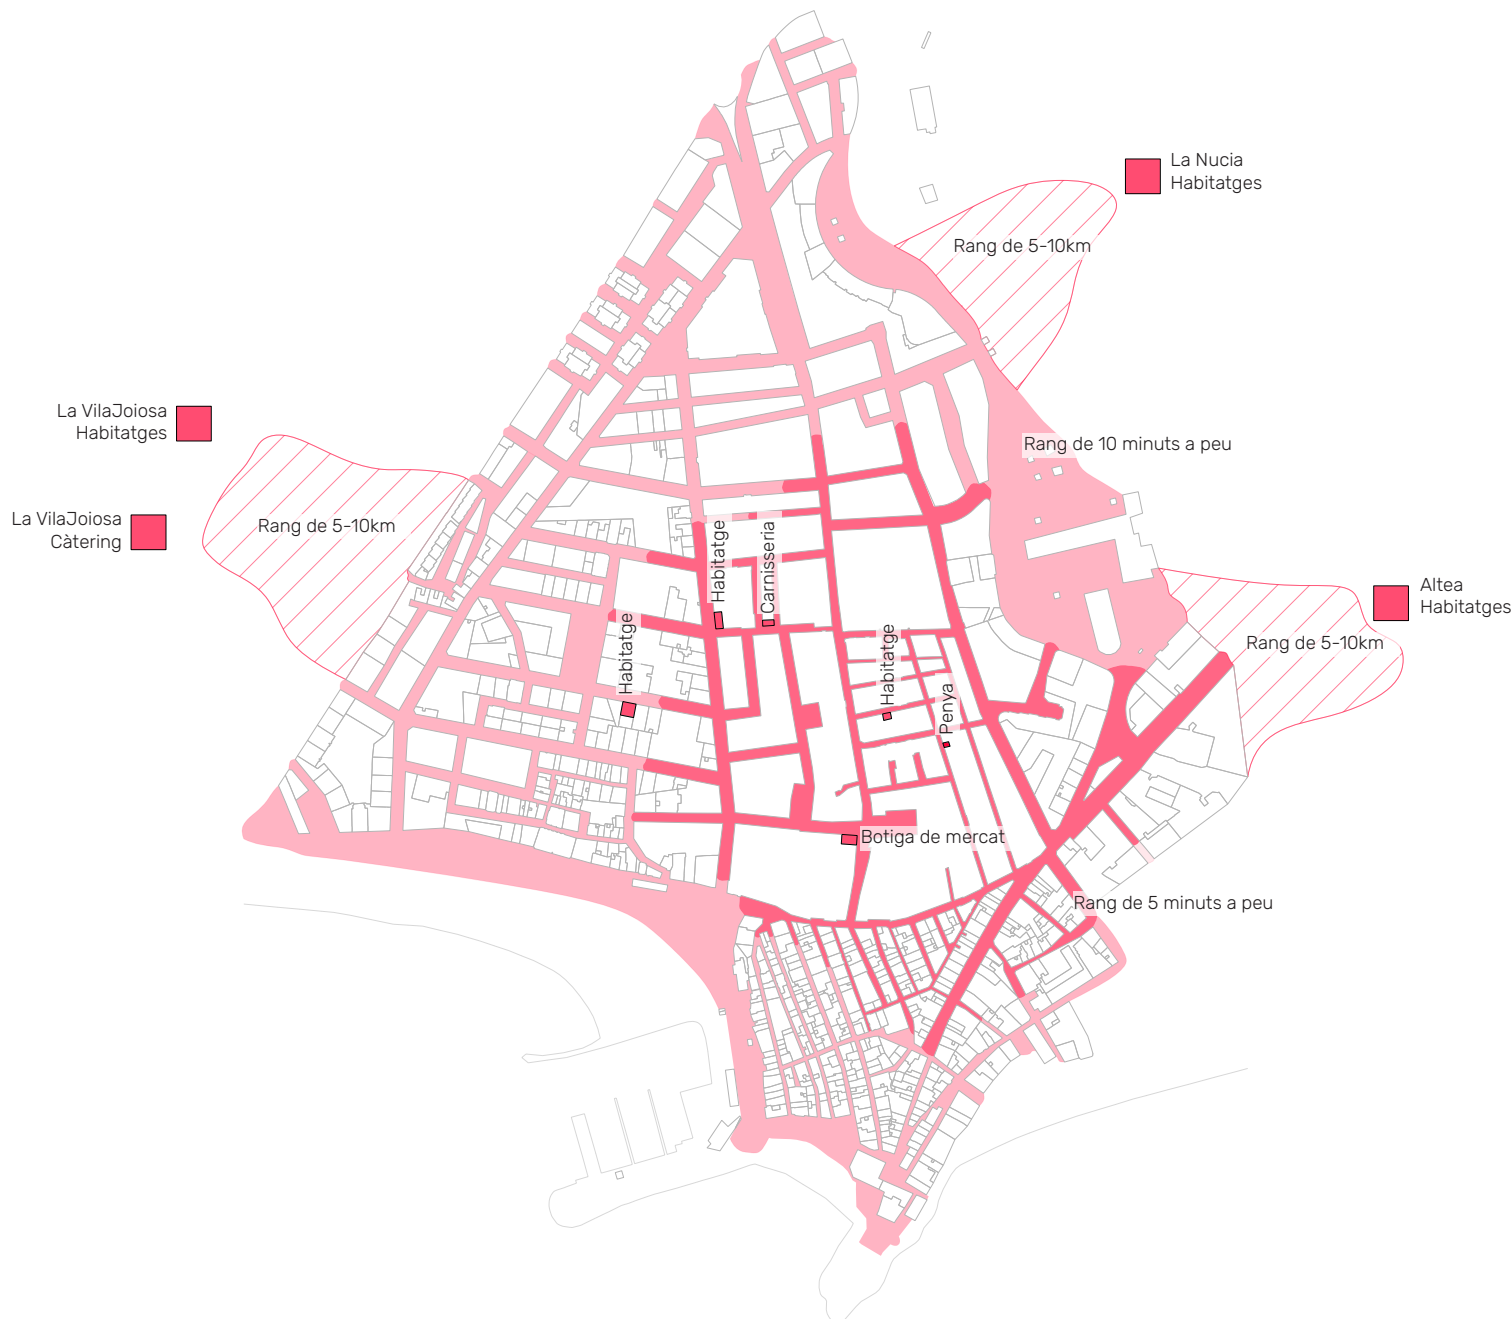 La Nucia
Habitatges
Rang de 5-10km
La VilaJoiosa
Habitatges
Rang de 10 minuts a peu
La VilaJoiosa
Càtering
Rang de 5-10km
Habitatge
Carnisseria
Altea
Habitatges
Rang de 5-10km
Habitatge
Habitatge
Penya
Botiga de mercat
Rang de 5 minuts a peu